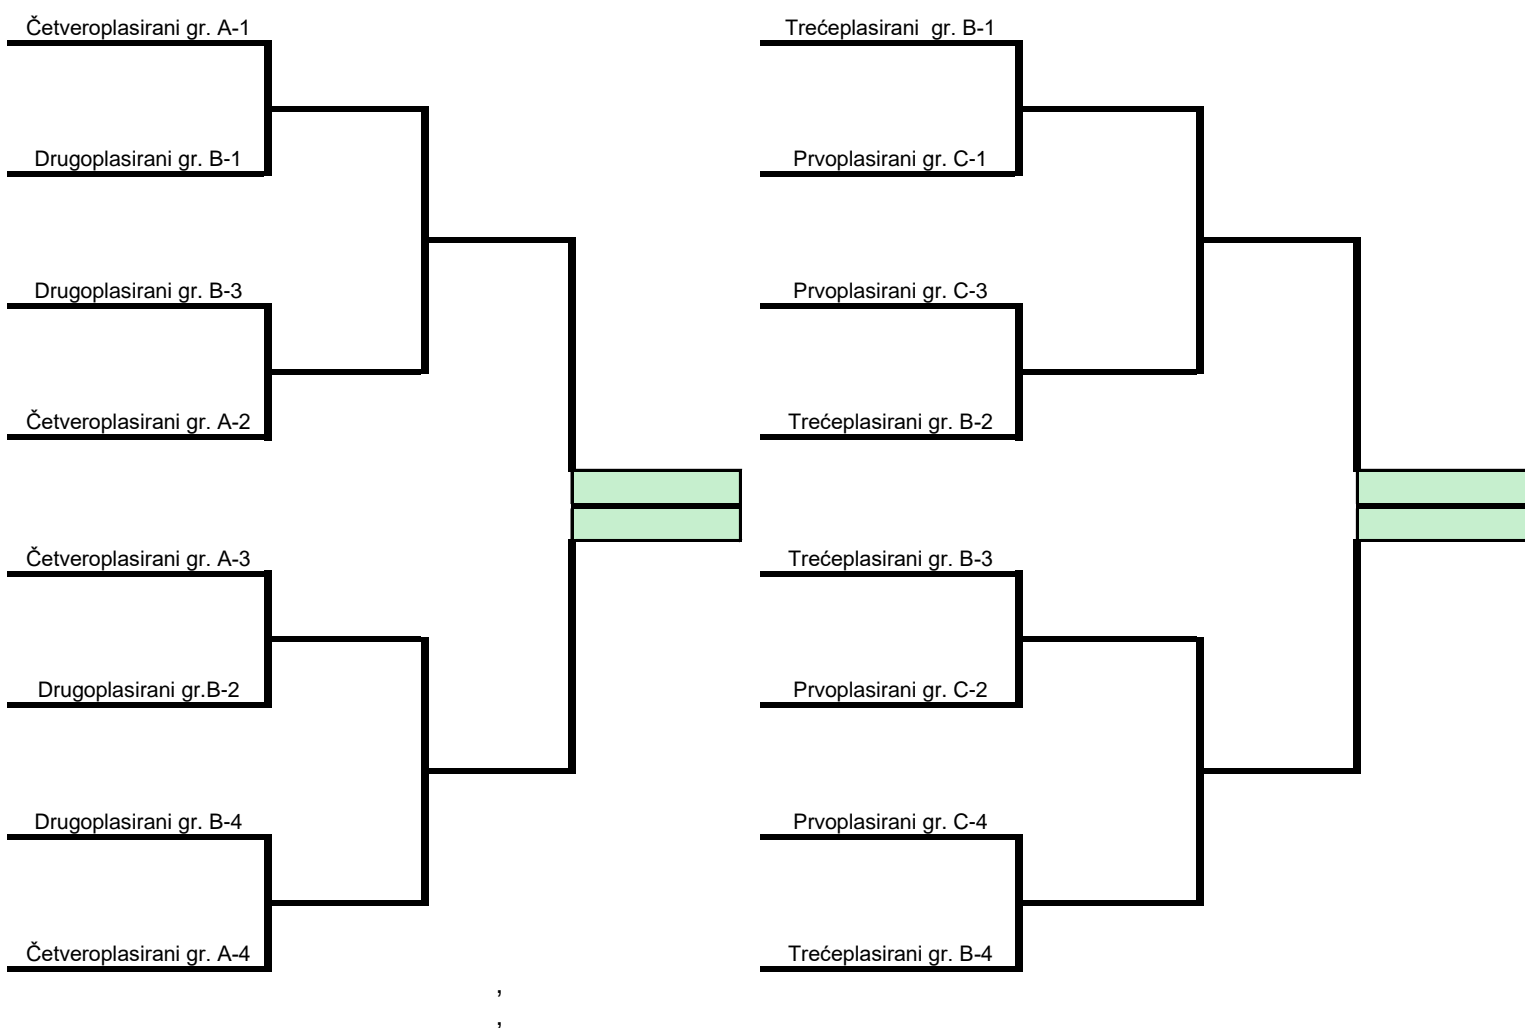 Četveroplasirani gr. A-1
Drugoplasirani gr. B-1
Drugoplasirani gr. B-3
Četveroplasirani gr. A-2
Četveroplasirani gr. A-3
Drugoplasirani gr.B-2
Drugoplasirani gr. B-4
Četveroplasirani gr. A-4
Trećeplasirani  gr. B-1
Prvoplasirani gr. C-1
Prvoplasirani gr. C-3
Trećeplasirani gr. B-2
Trećeplasirani gr. B-3
Prvoplasirani gr. C-2
Prvoplasirani gr. C-4
Trećeplasirani gr. B-4
,
,